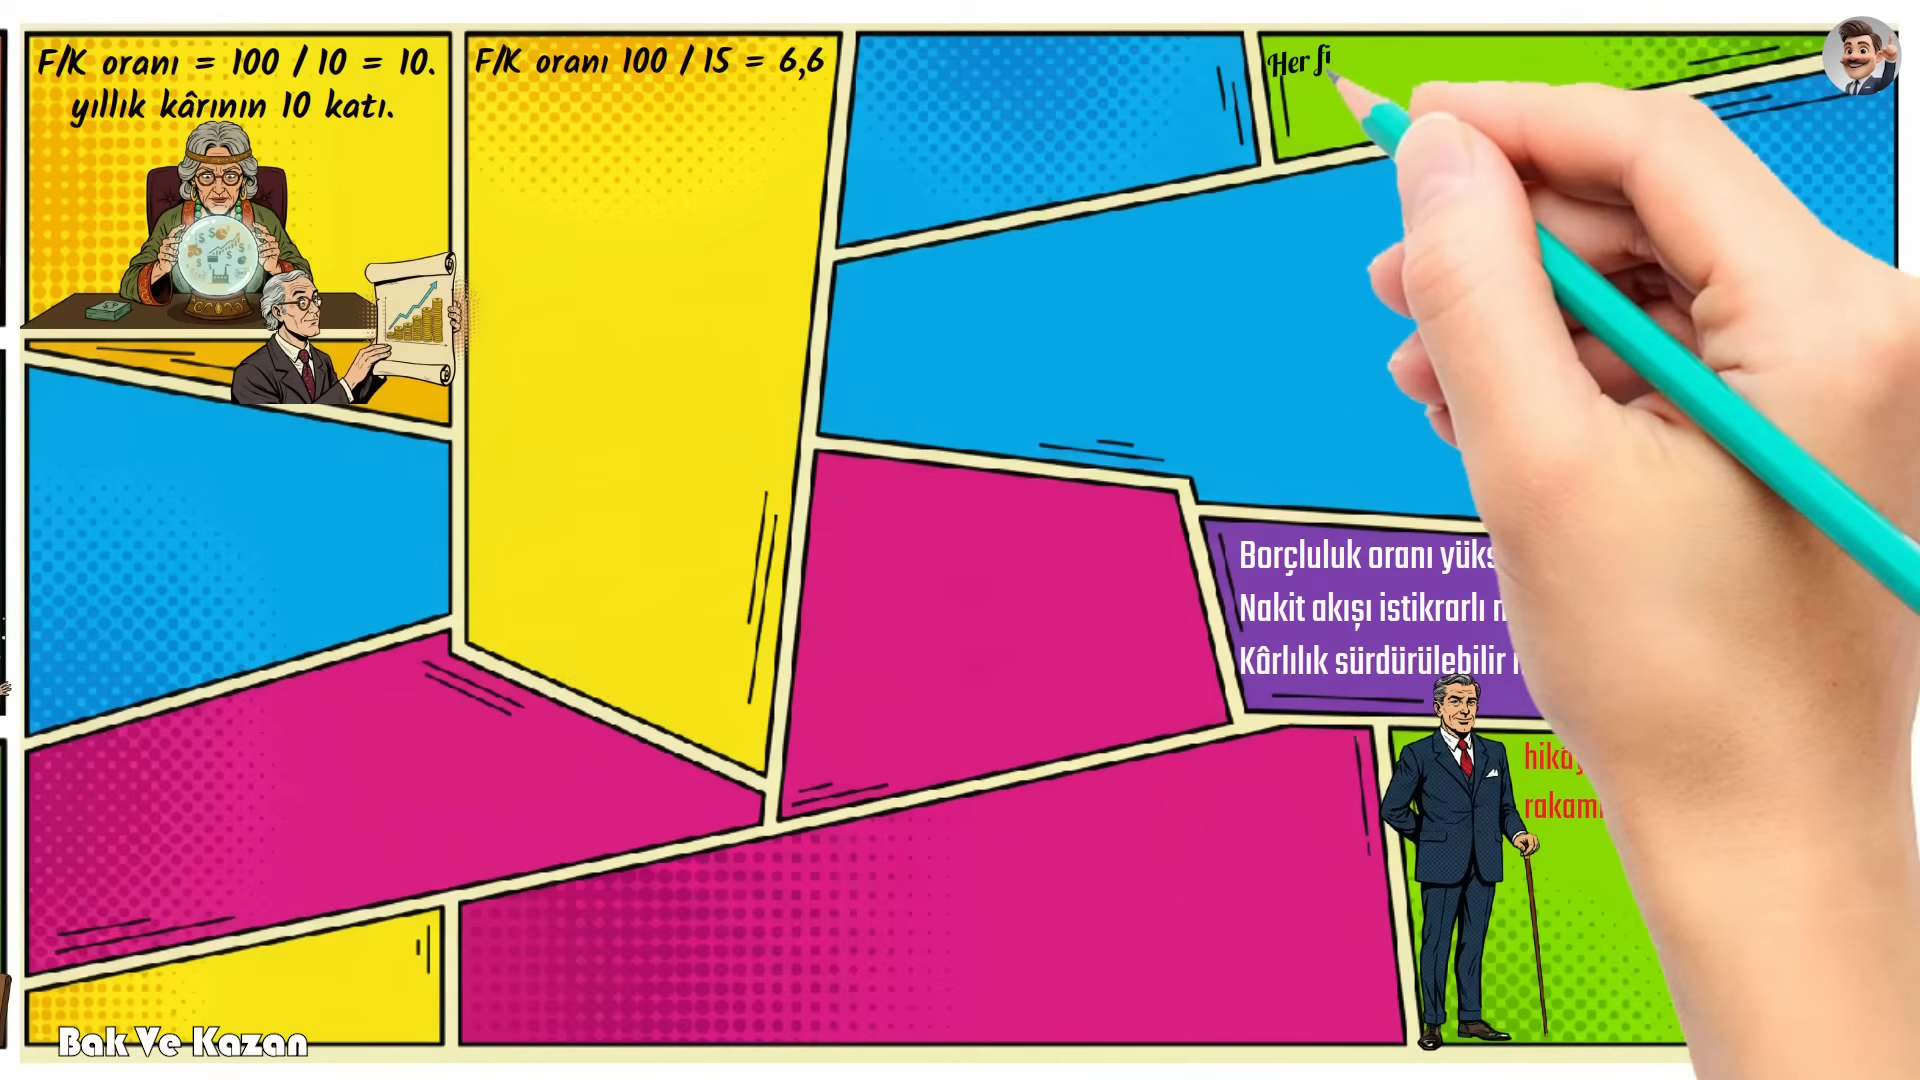 F/K oranı = 100 / 10 = 10.
yıllık kârının 10 katı.
F/K oranı 100 / 15 = 6,6
Her fi
Borçluluk oranı
Nakit akışı istikrarlı
Kârlılık sürdürülebilir
Bak Ve Kazan